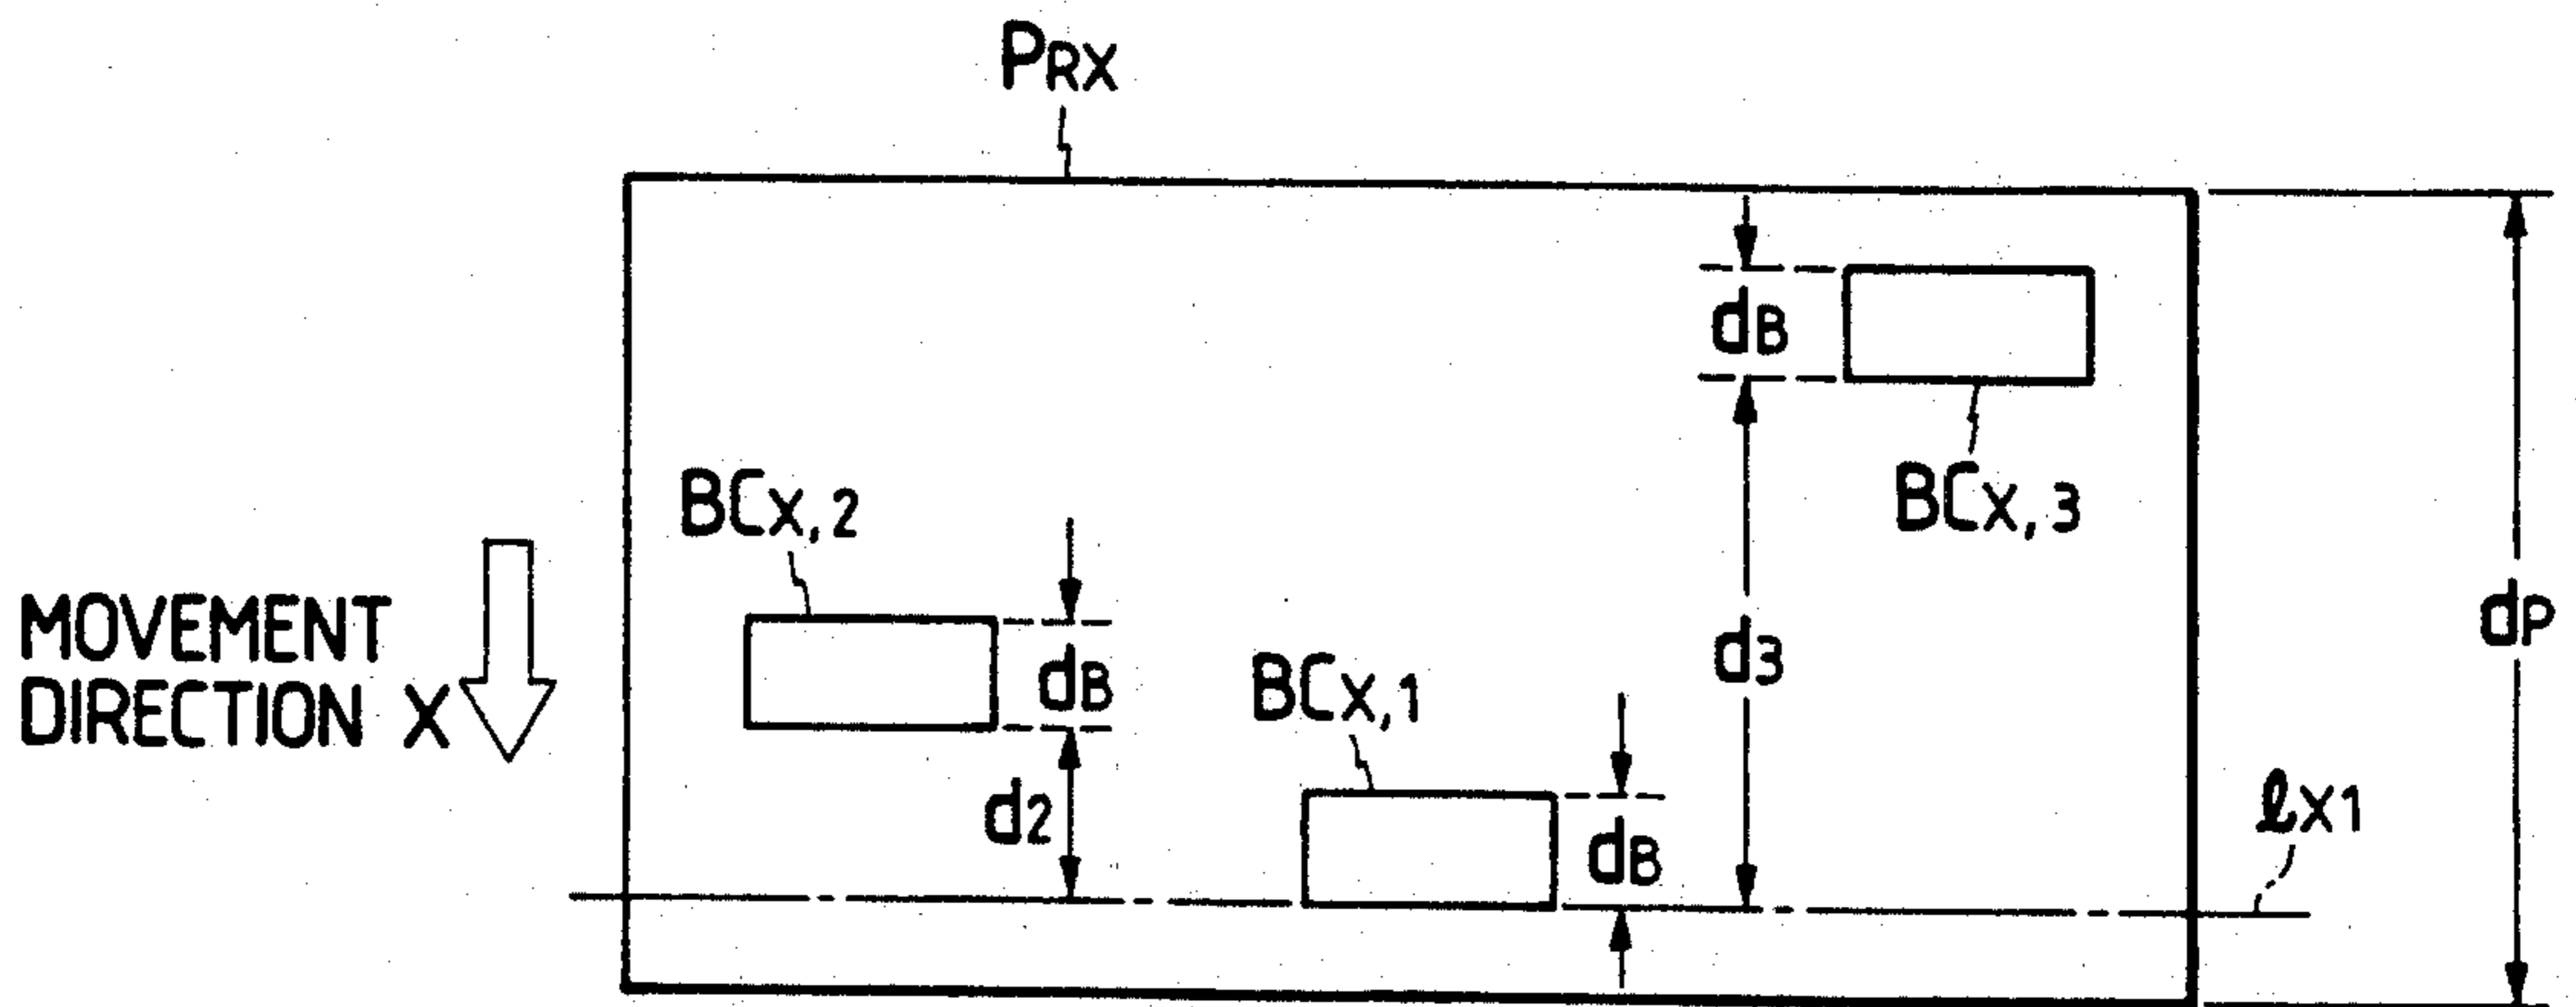 PRX
dB
BCX,3
BCX,2
MOVEMENT
DIRECTION X
dB
d2
BCX,1
dB
d3
dP
ℓX1